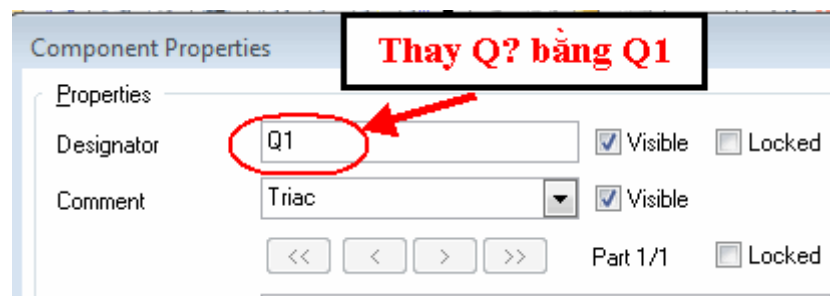 Component Properties
Thay Q? bằng Q1
Properties
Designator Q1 Visible Locked
Comment Triac Visible
<< < > >> Part 1/1 Locked